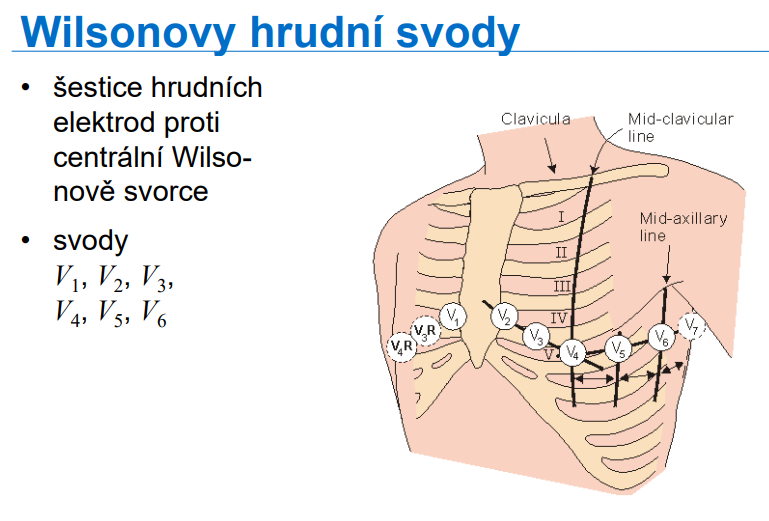 Wilsonovy hrudní svody
• šestice hrudních
elektrod proti
centrální Wilso-
nově svorce
• svody
V1, V2, V3,
V4, V5, V6
Clavicula
Mid-clavicular
line
Mid-axillary
line
I
II
III
IV
V
V1
V2
V3
V4
V5
V6
V7
V3R
V4R